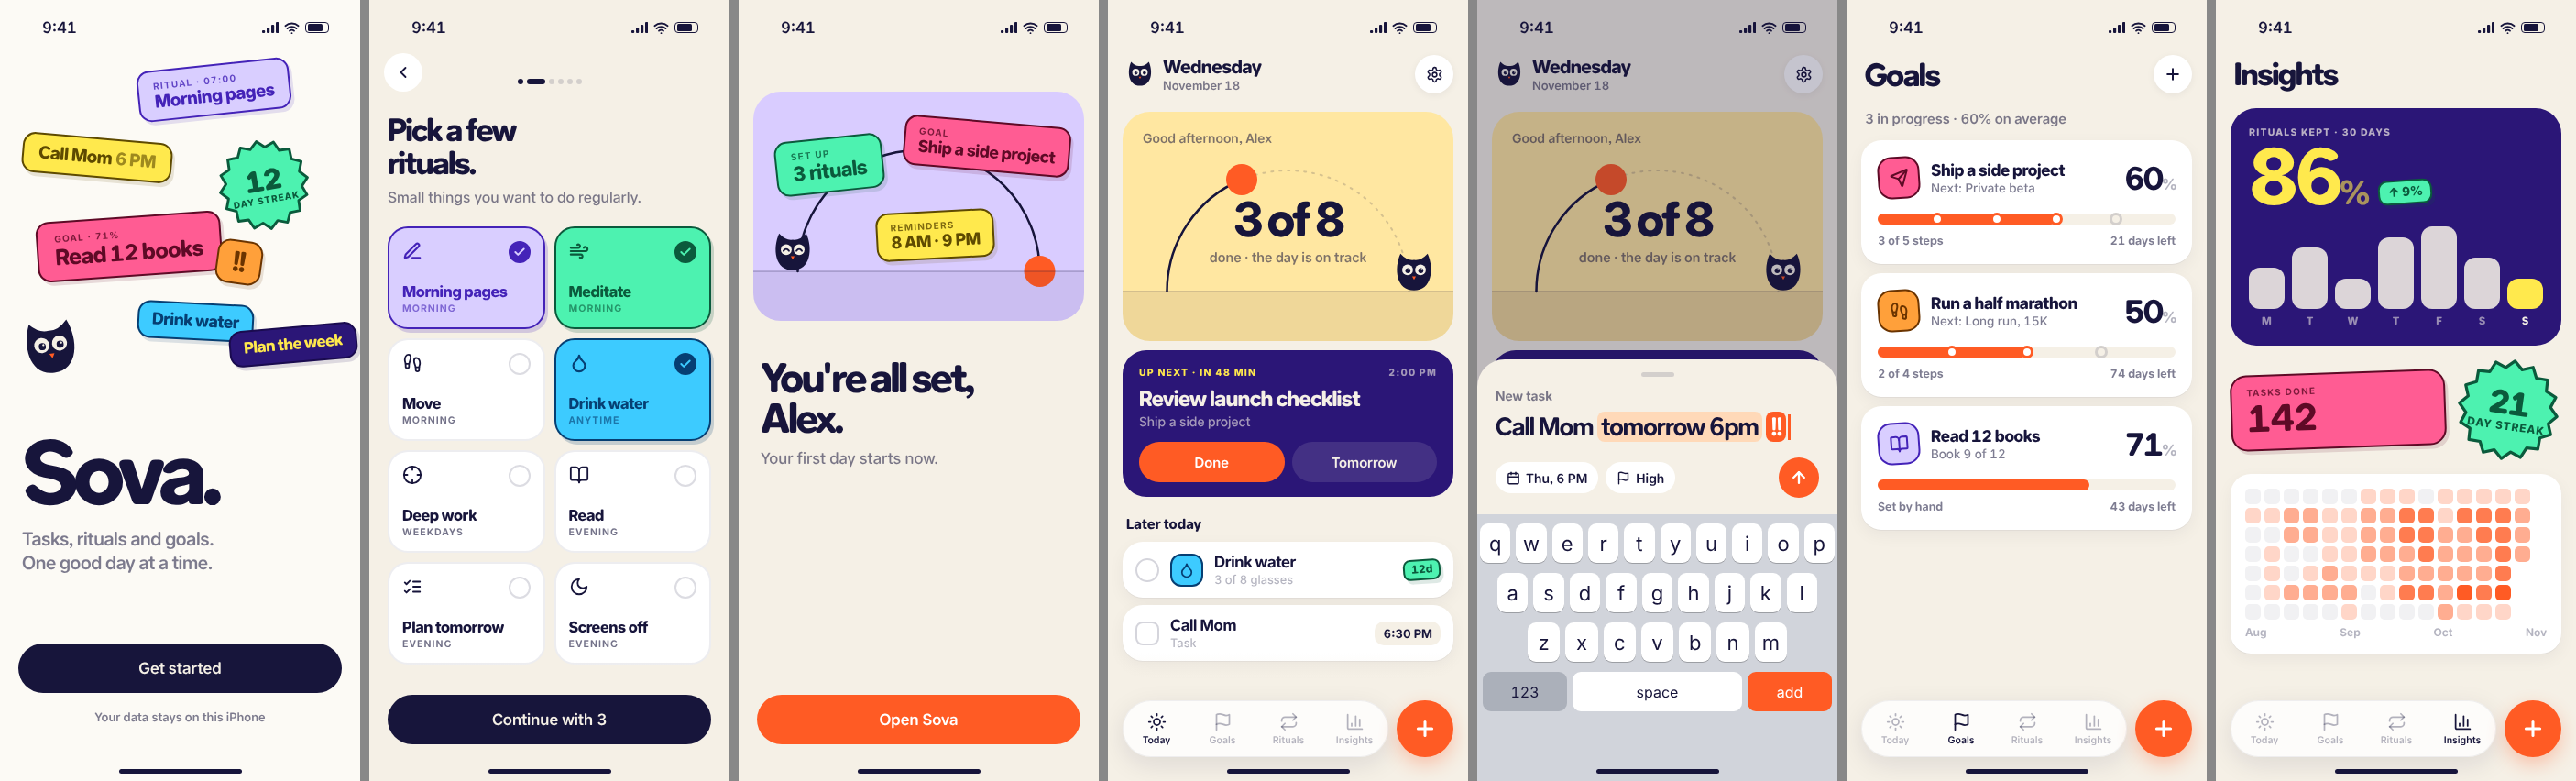 9:41
RITUAL · 07:00
Morning pages
Call Mom 6 PM
12
DAY STREAK
GOAL · 71%
Read 12 books
!!
Drink water
Plan the week
Sova.
Tasks, rituals and goals.
One good day at a time.
Get started
Your data stays on this iPhone
9:41
Pick a few
rituals.
Small things you want to do regularly.
Morning pages
MORNING
Meditate
MORNING
Move
MORNING
Drink water
ANYTIME
Deep work
WEEKDAYS
Read
EVENING
Plan tomorrow
EVENING
Screens off
EVENING
Continue with 3
9:41
SET UP
3 rituals
GOAL
Ship a side project
REMINDERS
8 AM · 9 PM
You're all set,
Alex.
Your first day starts now.
Open Sova
9:41
Wednesday
November 18
Good afternoon, Alex
3 of 8
done · the day is on track
UP NEXT · IN 48 MIN
2:00 PM
Review launch checklist
Ship a side project
Done
Tomorrow
Later today
Drink water
3 of 8 glasses
12d
Call Mom
Task
6:30 PM
Today
Goals
Rituals
Insights
9:41
Wednesday
November 18
Good afternoon, Alex
3 of 8
done · the day is on track
New task
Call Mom tomorrow 6pm !!
Thu, 6 PM
High
q w e r t y u i o p
a s d f g h j k l
z x c v b n m
123
space
add
9:41
Goals
3 in progress · 60% on average
Ship a side project
Next: Private beta
60%
3 of 5 steps
21 days left
Run a half marathon
Next: Long run, 15K
50%
2 of 4 steps
74 days left
Read 12 books
Book 9 of 12
71%
Set by hand
43 days left
Today
Goals
Rituals
Insights
9:41
Insights
RITUALS KEPT · 30 DAYS
86%
↑ 9%
M T W T F S S
TASKS DONE
142
21
DAY STREAK
Aug
Sep
Oct
Nov
Today
Goals
Rituals
Insights